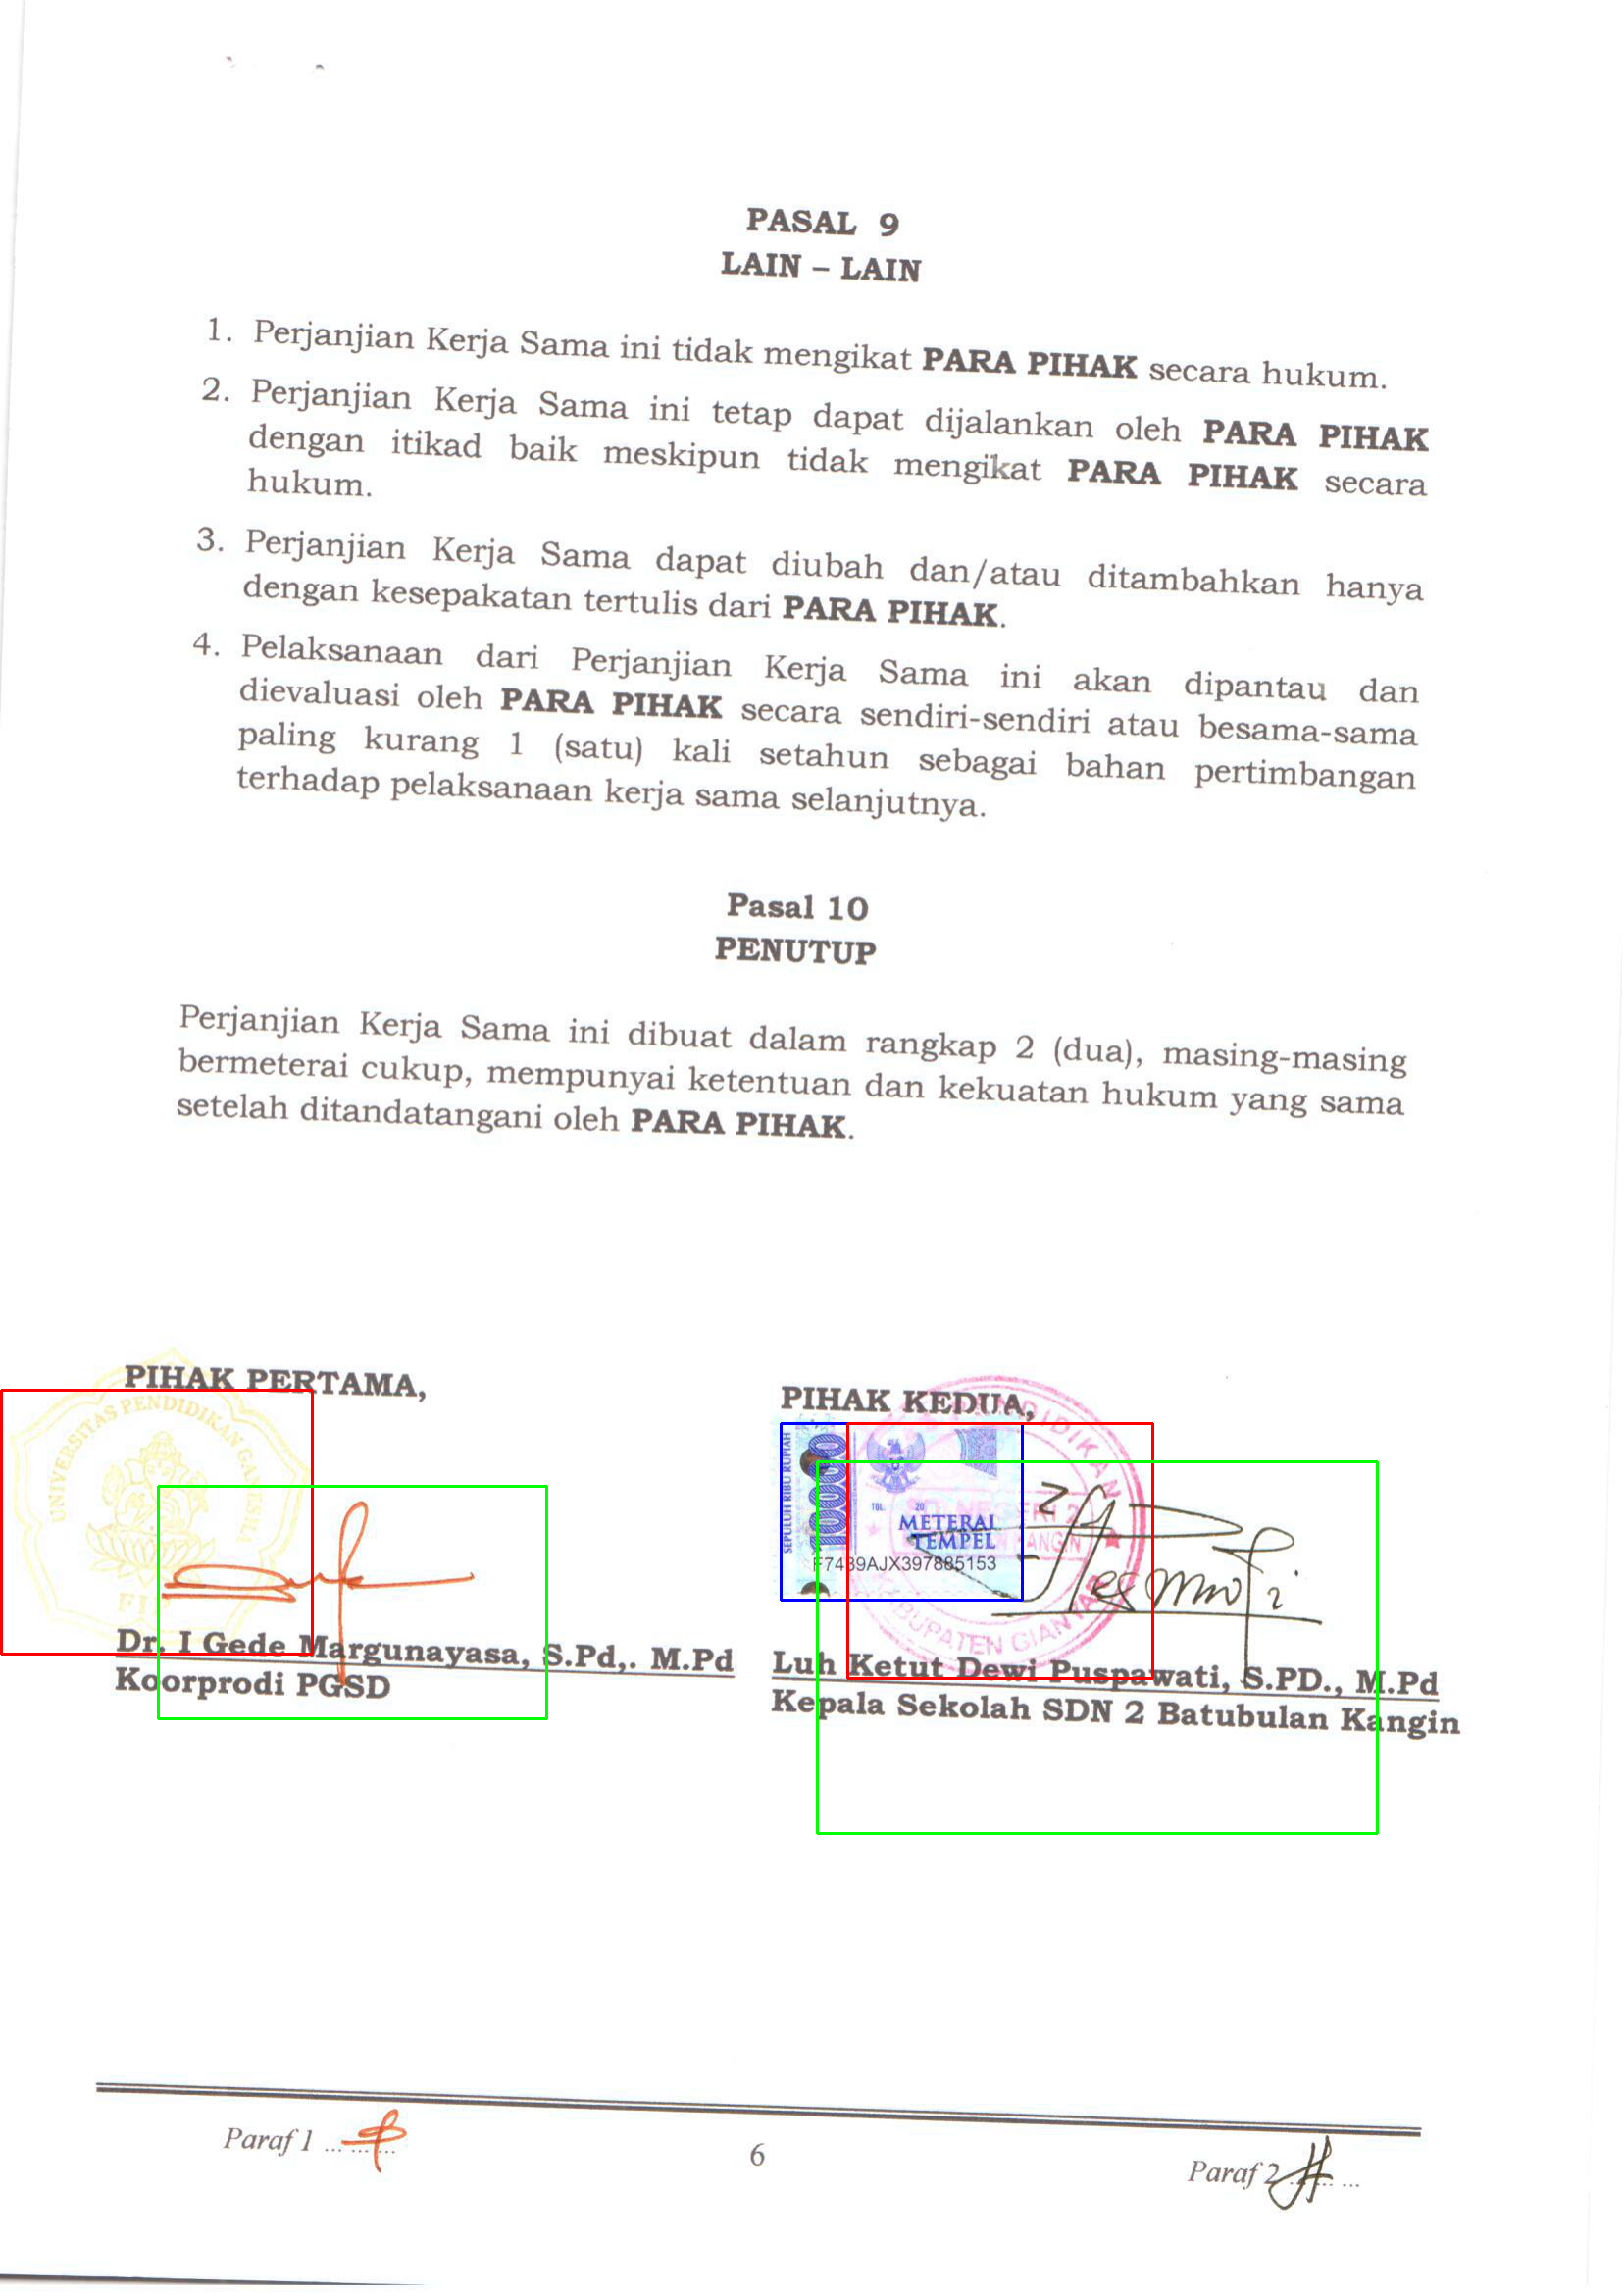 PASAL 9
LAIN – LAIN
1. Perjanjian Kerja Sama ini tidak mengikat PARA PIHAK secara hukum.
2. Perjanjian Kerja Sama ini tetap dapat dijalankan oleh PARA PIHAK
dengan itikad baik meskipun tidak mengikat PARA PIHAK secara
hukum.
3. Perjanjian Kerja Sama dapat diubah dan/atau ditambahkan hanya
dengan kesepakatan tertulis dari PARA PIHAK.
4. Pelaksanaan dari Perjanjian Kerja Sama ini akan dipantau dan
dievaluasi oleh PARA PIHAK secara sendiri-sendiri atau besama-sama
paling kurang 1 (satu) kali setahun sebagai bahan pertimbangan
terhadap pelaksanaan kerja sama selanjutnya.
Pasal 10
PENUTUP
Perjanjian Kerja Sama ini dibuat dalam rangkap 2 (dua), masing-masing
bermeterai cukup, mempunyai ketentuan dan kekuatan hukum yang sama
setelah ditandatangani oleh PARA PIHAK.
PIHAK PERTAMA,
UNIVERSITAS PENDIDIKAN GANESHA
Dr. I Gede Margunayasa, S.Pd,. M.Pd
Koorprodi PGSD
PIHAK KEDUA,
PENDIDIKAN
SEPULUH RIBU RUPIAH
10000
TGL. 20
SD NEGERI 2
METERAI
TEMPEL
KANGIN
F7489AJX397885153
KABUPATEN GIANYAR
Luh Ketut Dewi Puspawati, S.PD., M.Pd
Kepala Sekolah SDN 2 Batubulan Kangin
Paraf 1 ... ......
6
Paraf 2 ...... ...